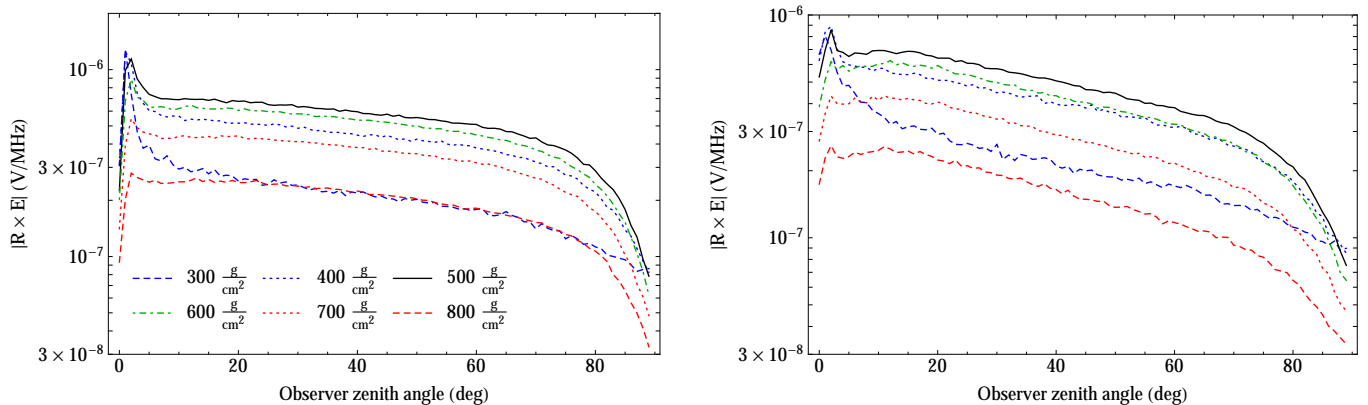 |R × E| (V/MHz)
10⁻⁶
3 × 10⁻⁷
10⁻⁷
3 × 10⁻⁸
300 g/cm² 400 g/cm² 500 g/cm²
600 g/cm² 700 g/cm² 800 g/cm²
0 20 40 60 80
Observer zenith angle (deg)
|R × E| (V/MHz)
10⁻⁶
3 × 10⁻⁷
10⁻⁷
3 × 10⁻⁸
0 20 40 60 80
Observer zenith angle (deg)